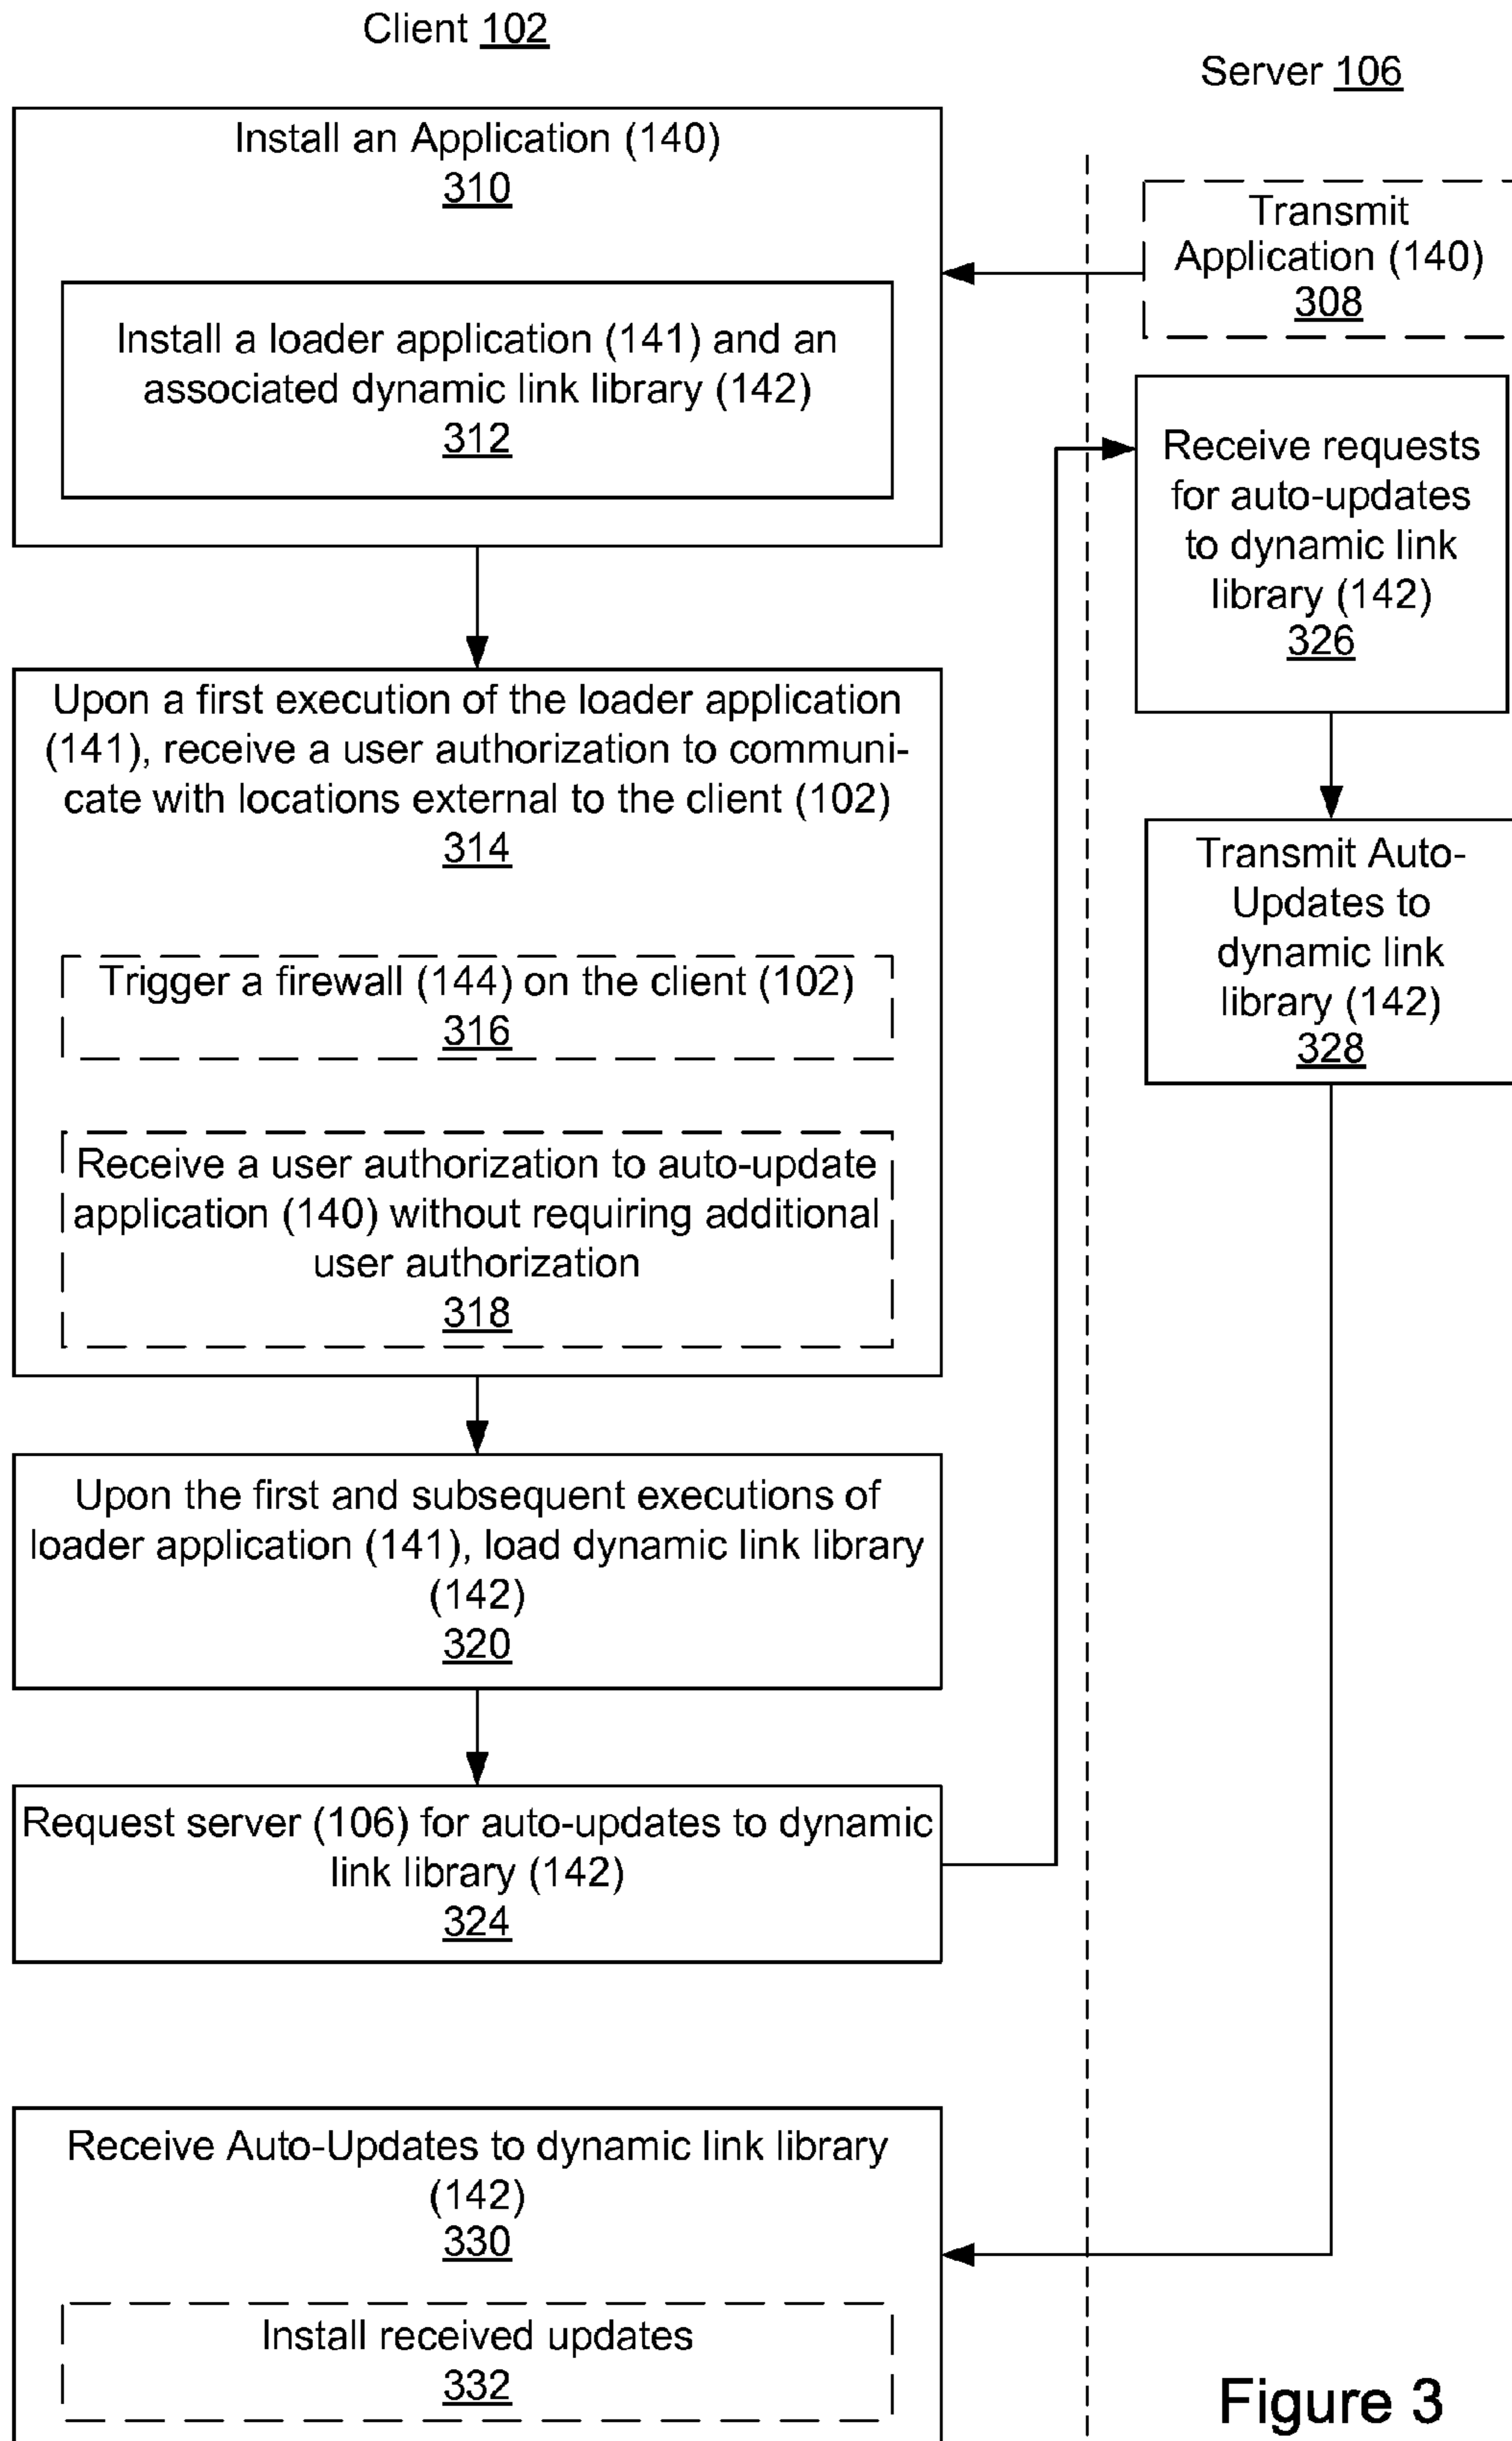 Client 102
Server 106
Install an Application (140)
310
Install a loader application (141) and an
associated dynamic link library (142)
312
Transmit
Application (140)
308
Receive requests
for auto-updates
to dynamic link
library (142)
326
Upon a first execution of the loader application
(141), receive a user authorization to communi-
cate with locations external to the client (102)
314
Trigger a firewall (144) on the client (102)
316
Receive a user authorization to auto-update
application (140) without requiring additional
user authorization
318
Transmit Auto-
Updates to
dynamic link
library (142)
328
Upon the first and subsequent executions of
loader application (141), load dynamic link library
(142)
320
Request server (106) for auto-updates to dynamic
link library (142)
324
Receive Auto-Updates to dynamic link library
(142)
330
Install received updates
332
Figure 3